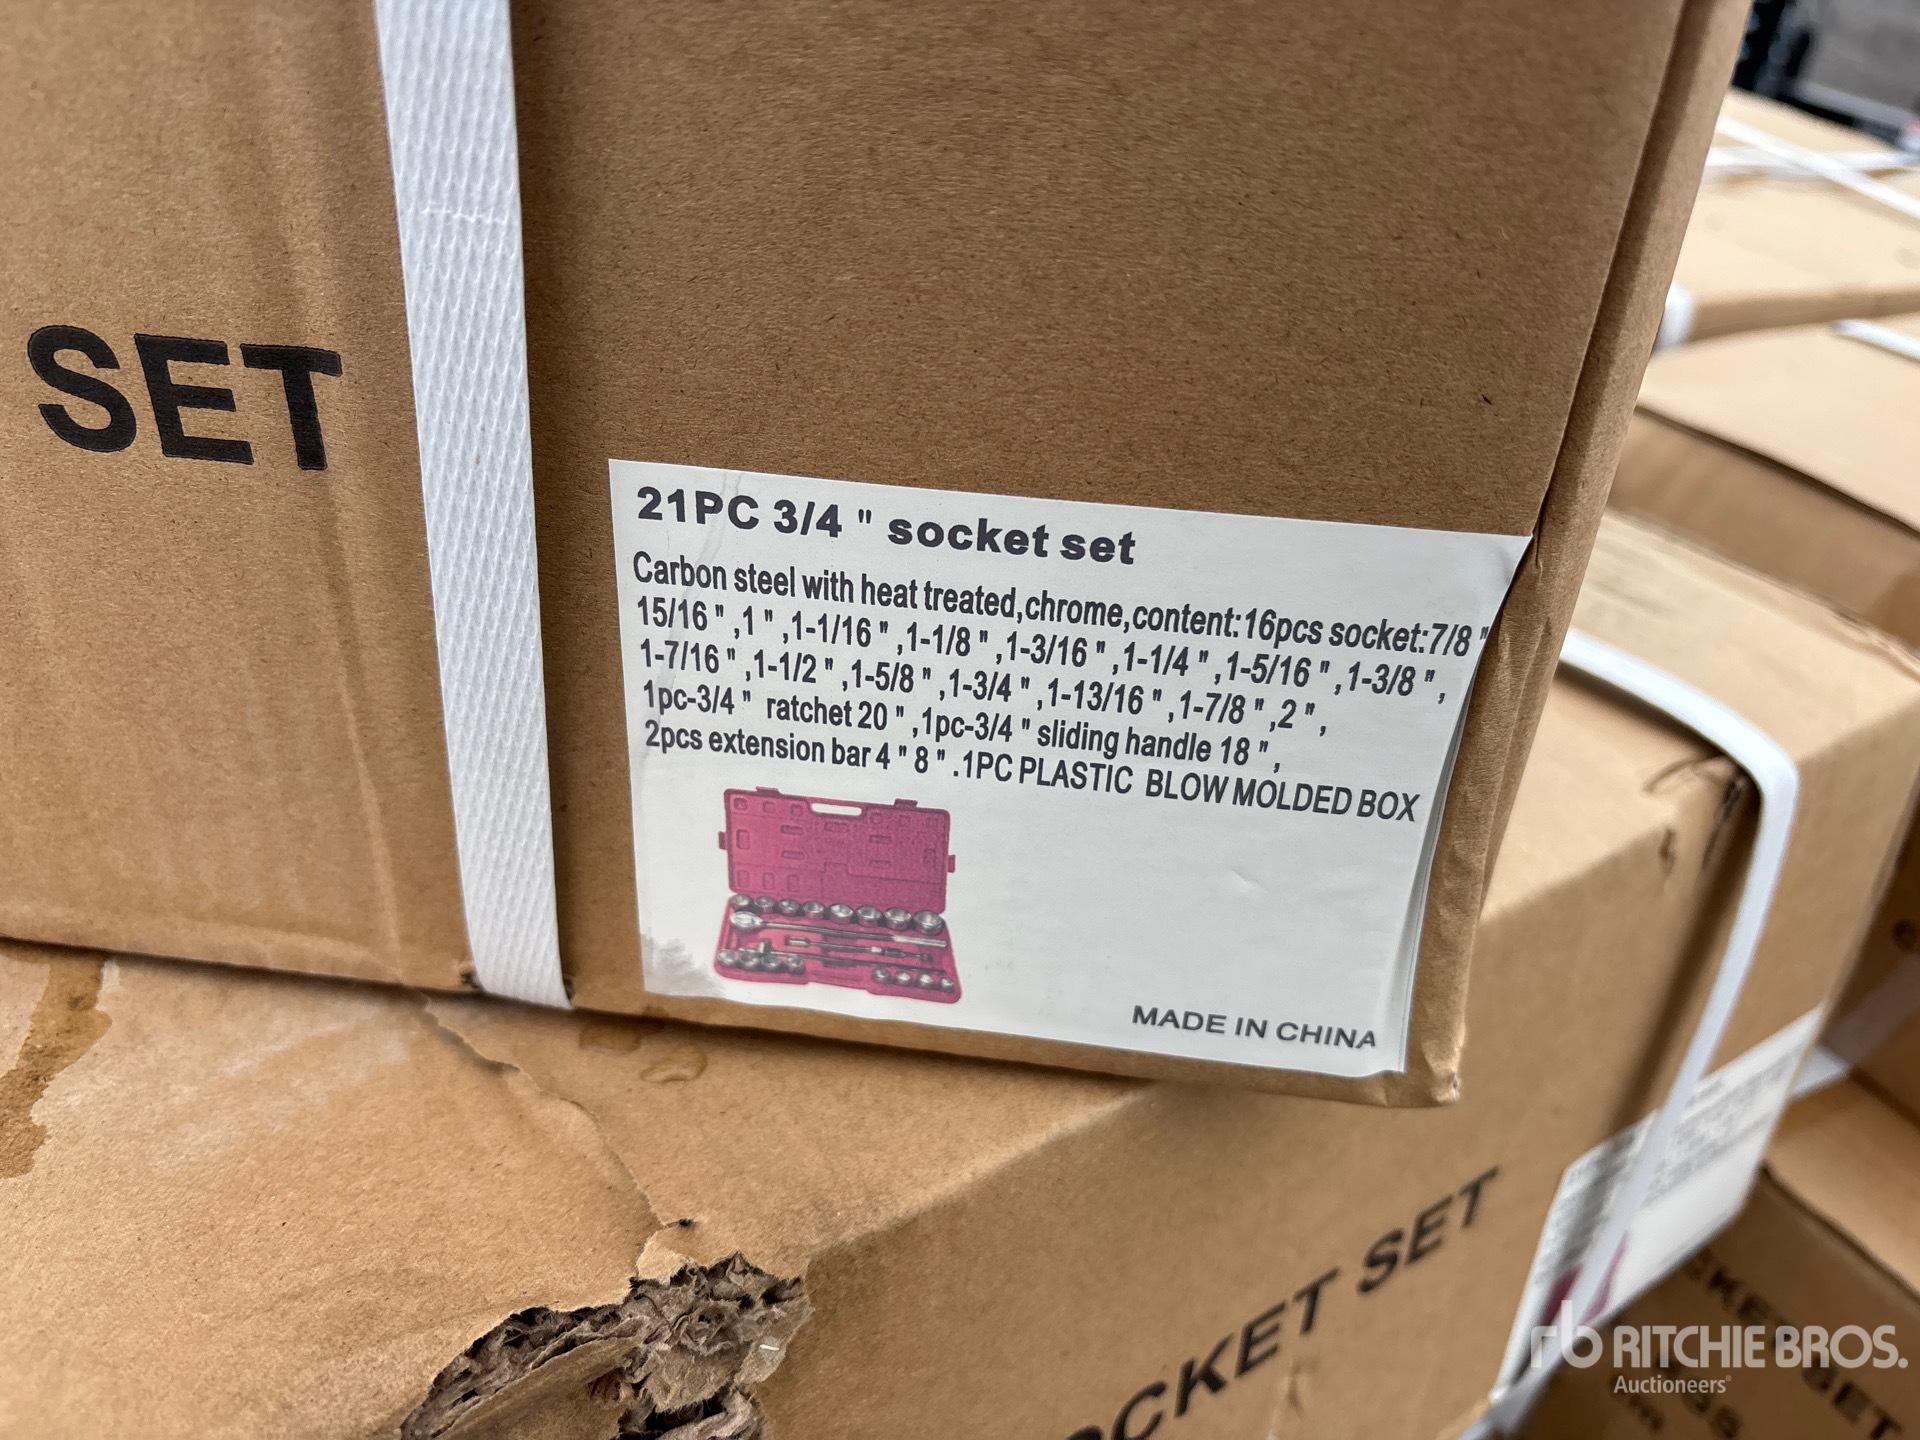 SET
21PC 3/4 " socket set
Carbon steel with heat treated,chrome,content:16pcs socket:7/8 "
15/16 " ,1 " ,1-1/16 " ,1-1/8 " ,1-3/16 " ,1-1/4 " ,1-5/16 " ,1-3/8 " ,
1-7/16 " ,1-1/2 " ,1-5/8 " ,1-3/4 " ,1-13/16 " ,1-7/8 " ,2 " ,
1pc-3/4 " ratchet 20 " ,1pc-3/4 " sliding handle 18 " ,
2pcs extension bar 4 " 8 " .1PC PLASTIC BLOW MOLDED BOX
MADE IN CHINA
OCKET SET
rb RITCHIE BROS.
Auctioneers